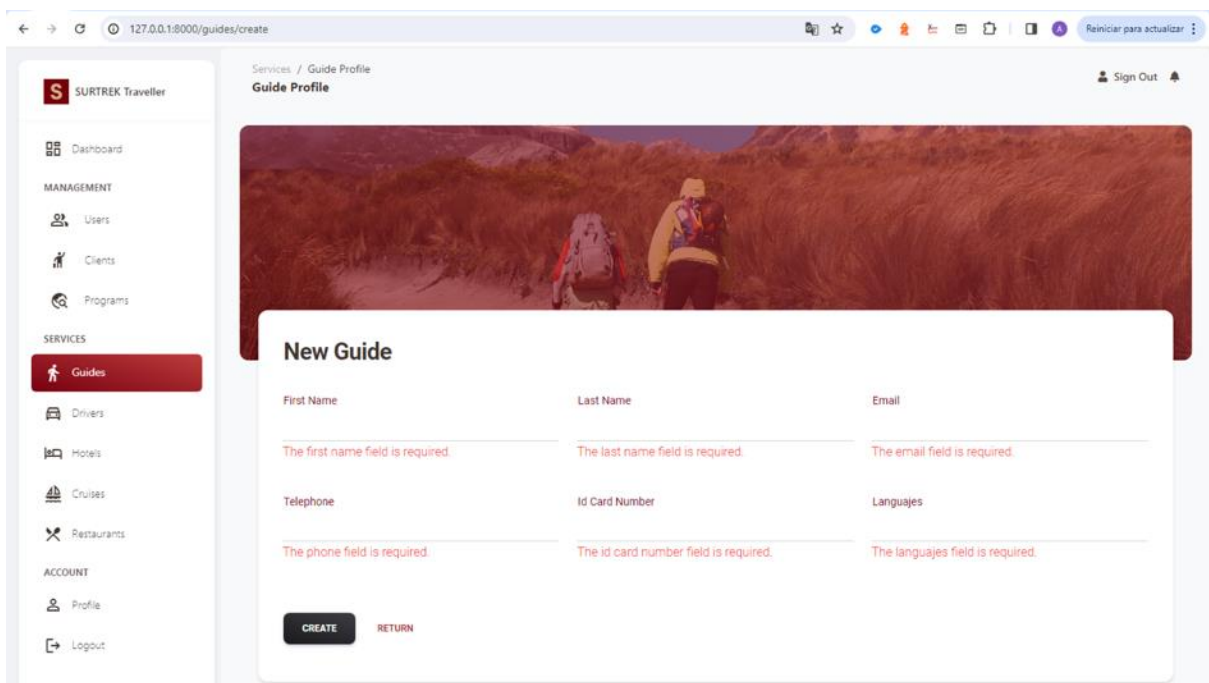 127.0.0.1:8000/guides/create
A
Reiniciar para actualizar
S SURTREK Traveller
Services / Guide Profile
Guide Profile
Sign Out
Dashboard
MANAGEMENT
Users
Clients
Programs
SERVICES
Guides
Drivers
Hotels
Cruises
Restaurants
ACCOUNT
Profile
Logout
New Guide
First Name
Last Name
Email
The first name field is required.
The last name field is required.
The email field is required.
Telephone
Id Card Number
Languajes
The phone field is required.
The id card number field is required.
The languajes field is required.
CREATE
RETURN